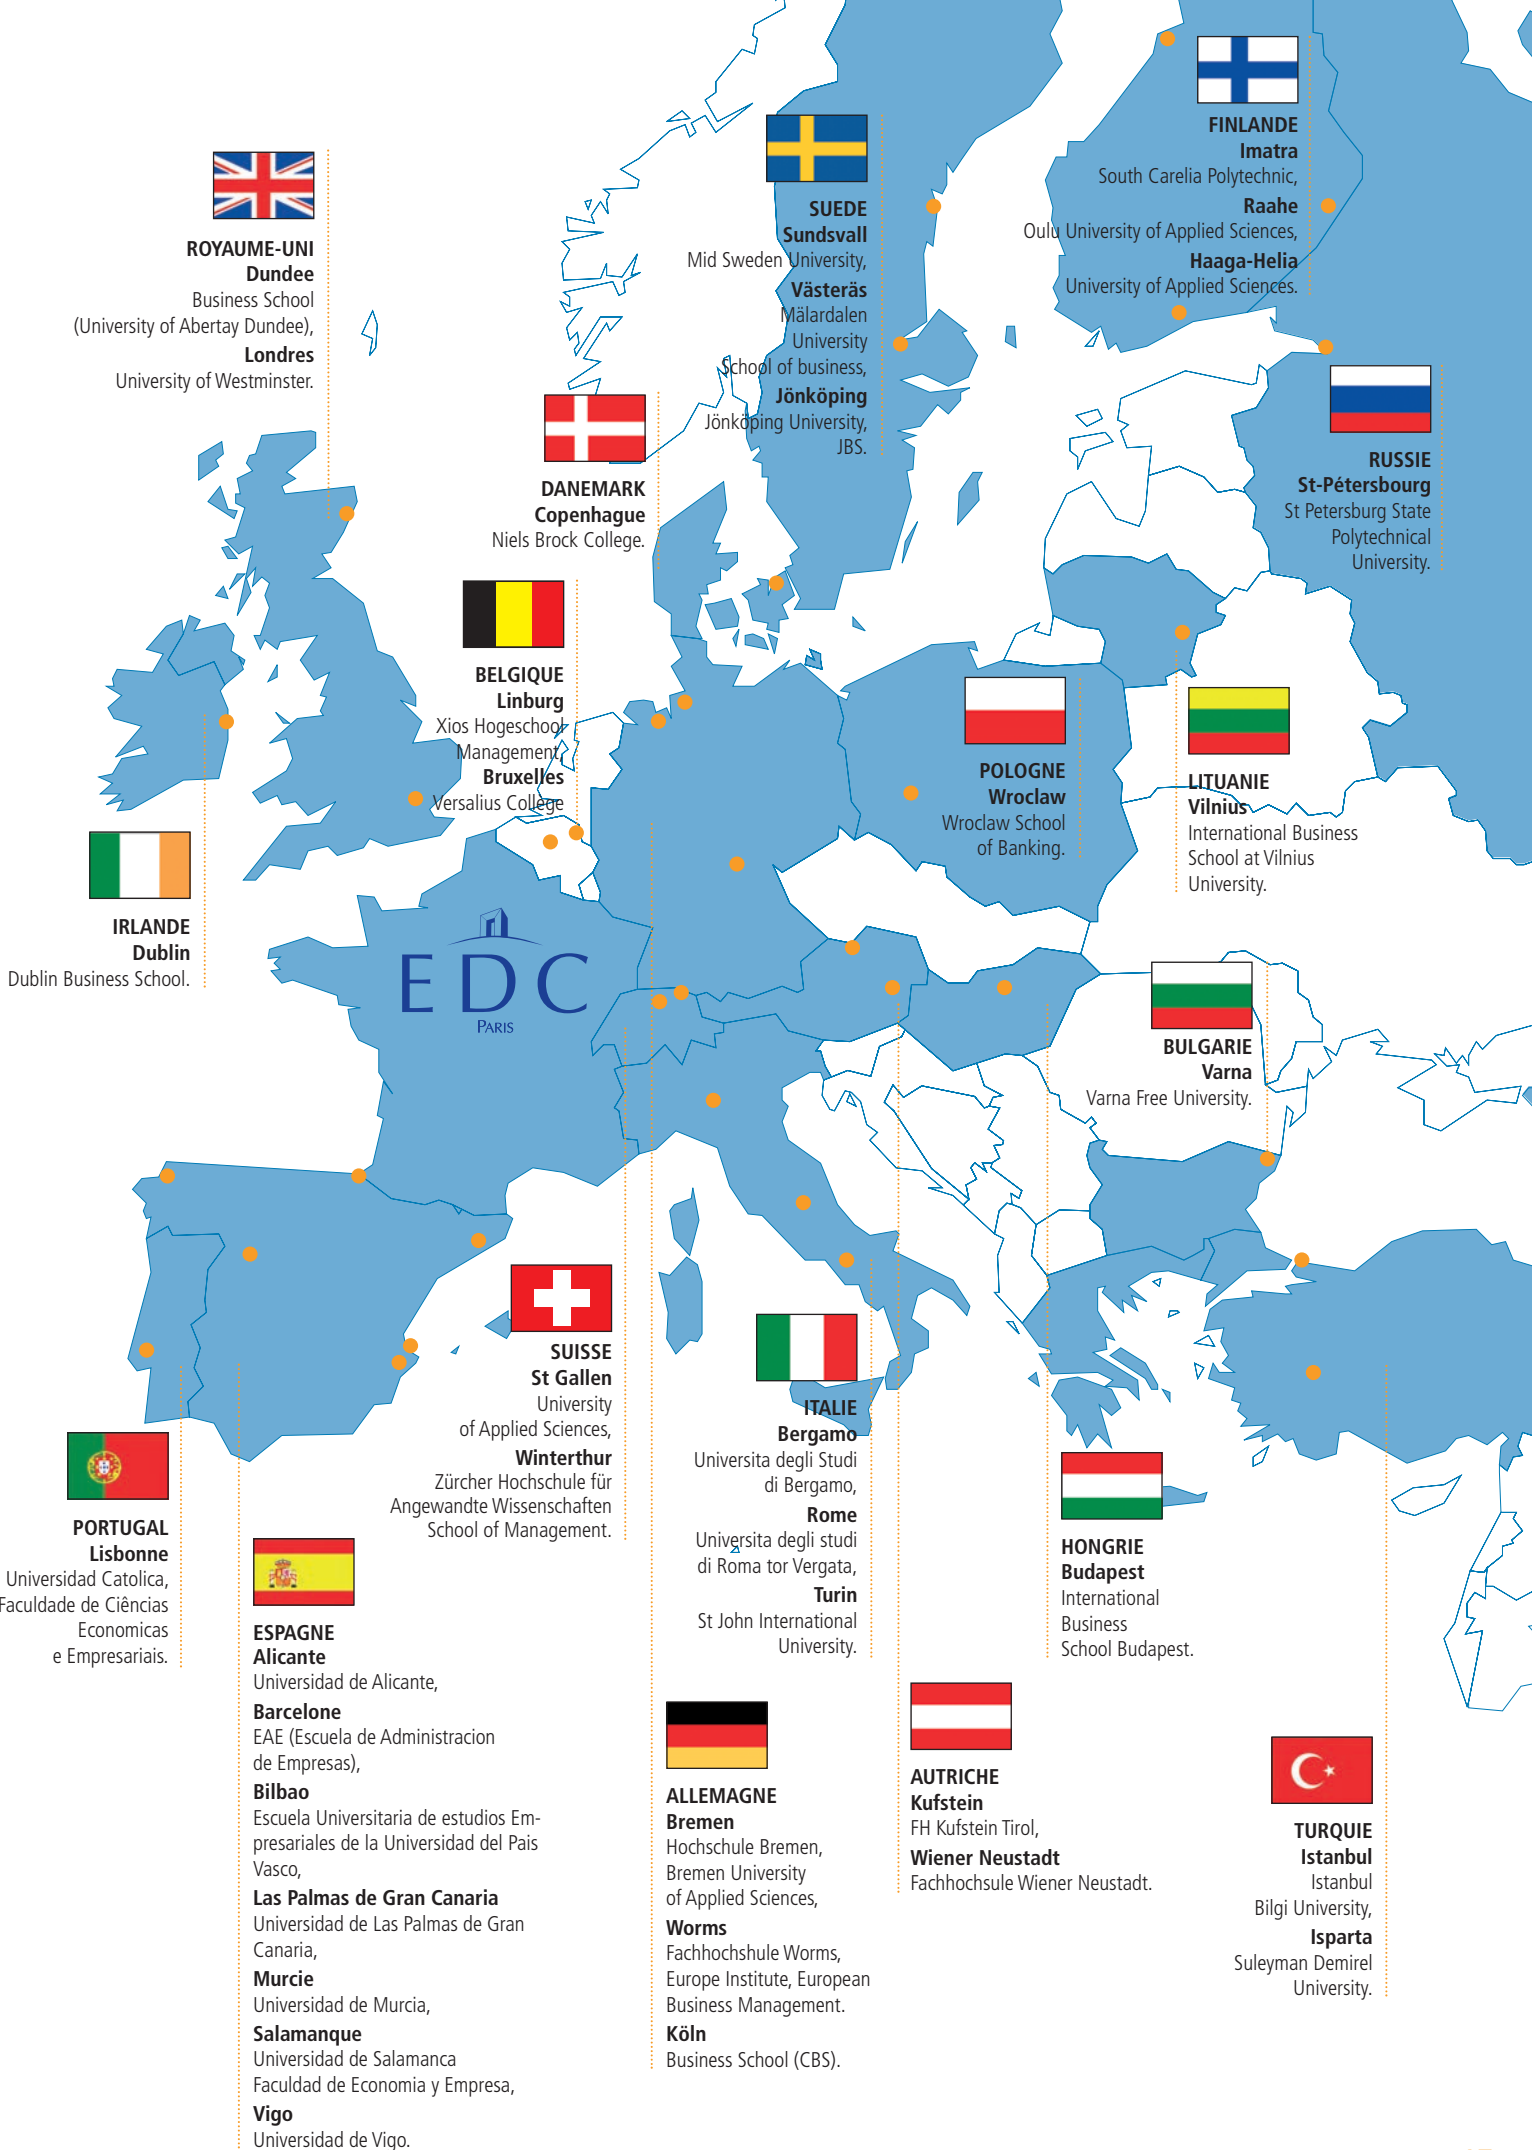 FINLANDE
Imatra
South Carelia Polytechnic,
Raahe
Oulu University of Applied Sciences,
Haaga-Helia
University of Applied Sciences.
SUEDE
Sundsvall
Mid Sweden University,
Västeräs
Mälardalen
University
School of business,
Jönköping
Jönköping University,
JBS.
ROYAUME-UNI
Dundee
Business School
(University of Abertay Dundee),
Londres
University of Westminster.
DANEMARK
Copenhague
Niels Brock College.
RUSSIE
St-Pétersbourg
St Petersburg State
Polytechnical
University.
BELGIQUE
Linburg
Xios Hogeschool
Management,
Bruxelles
Versalius College
POLOGNE
Wroclaw
Wroclaw School
of Banking.
LITUANIE
Vilnius
International Business
School at Vilnius
University.
IRLANDE
Dublin
Dublin Business School.
EDC
PARIS
BULGARIE
Varna
Varna Free University.
SUISSE
St Gallen
University
of Applied Sciences,
Winterthur
Zürcher Hochschule für
Angewandte Wissenschaften
School of Management.
ITALIE
Bergamo
Universita degli Studi
di Bergamo,
Rome
Universita degli studi
di Roma tor Vergata,
Turin
St John International
University.
HONGRIE
Budapest
International
Business
School Budapest.
PORTUGAL
Lisbonne
Universidad Catolica,
Faculdade de Ciências
Economicas
e Empresariais.
ESPAGNE
Alicante
Universidad de Alicante,
Barcelone
EAE (Escuela de Administracion
de Empresas),
Bilbao
Escuela Universitaria de estudios Em-
presariales de la Universidad del Pais
Vasco,
Las Palmas de Gran Canaria
Universidad de Las Palmas de Gran
Canaria,
Murcie
Universidad de Murcia,
Salamanque
Universidad de Salamanca
Faculdad de Economia y Empresa,
Vigo
Universidad de Vigo.
ALLEMAGNE
Bremen
Hochschule Bremen,
Bremen University
of Applied Sciences,
Worms
Fachhochshule Worms,
Europe Institute, European
Business Management.
Köln
Business School (CBS).
AUTRICHE
Kufstein
FH Kufstein Tirol,
Wiener Neustadt
Fachhochsule Wiener Neustadt.
TURQUIE
Istanbul
Istanbul
Bilgi University,
Isparta
Suleyman Demirel
University.